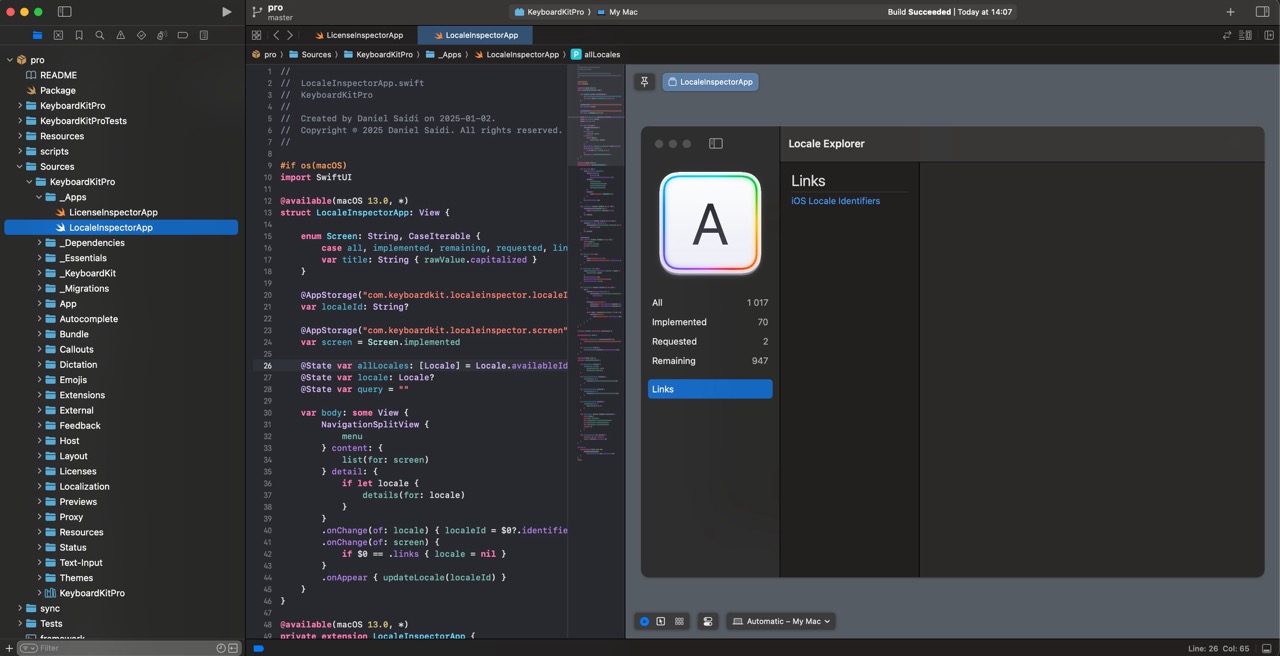 pro
master
KeyboardKitPro
My Mac
Build Succeeded | Today at 14:07
LicenseInspectorApp
LocaleInspectorApp
pro
Sources
KeyboardKitPro
_Apps
LocaleInspectorApp
P
allLocales
pro
README
Package
KeyboardKitPro
KeyboardKitProTests
Resources
scripts
Sources
KeyboardKitPro
_Apps
LicenseInspectorApp
LocaleInspectorApp
_Dependencies
_Essentials
_KeyboardKit
_Migrations
App
Autocomplete
Bundle
Callouts
Dictation
Emojis
Extensions
External
Feedback
Host
Layout
Licenses
Localization
Previews
Proxy
Resources
Status
Text-Input
Themes
KeyboardKitPro
sync
Tests
framework
Filter
1 //
2 // LocaleInspectorApp.swift
3 // KeyboardKitPro
4 //
5 // Created by Daniel Saidi on 2025-01-02.
6 // Copyright © 2025 Daniel Saidi. All rights reserved.
7 //
8
9 #if os(macOS)
10 import SwiftUI
11
12 @available(macOS 13.0, *)
13 struct LocaleInspectorApp: View {
14
15 enum Screen: String, CaseIterable {
16 case all, implemented, remaining, requested, lin
17 var title: String { rawValue.capitalized }
18 }
19
20 @AppStorage("com.keyboardkit.localeinspector.localeI
21 var localeId: String?
22
23 @AppStorage("com.keyboardkit.localeinspector.screen"
24 var screen = Screen.implemented
25
26 @State var allLocales: [Locale] = Locale.availableId
27 @State var locale: Locale?
28 @State var query = ""
29
30 var body: some View {
31 NavigationSplitView {
32 menu
33 } content: {
34 list(for: screen)
35 } detail: {
36 if let locale {
37 details(for: locale)
38 }
39 }
40 .onChange(of: locale) { localeId = $0?.identifie
41 .onChange(of: screen) {
42 if $0 == .links { locale = nil }
43 }
44 .onAppear { updateLocale(localeId) }
45 }
46 }
47
48 @available(macOS 13.0, *)
49 private extension LocaleInspectorApp {
LocaleInspectorApp
Locale Explorer
A
All 1 017
Implemented 70
Requested 2
Remaining 947
Links
Links
iOS Locale Identifiers
Automatic – My Mac
Line: 26 Col: 65